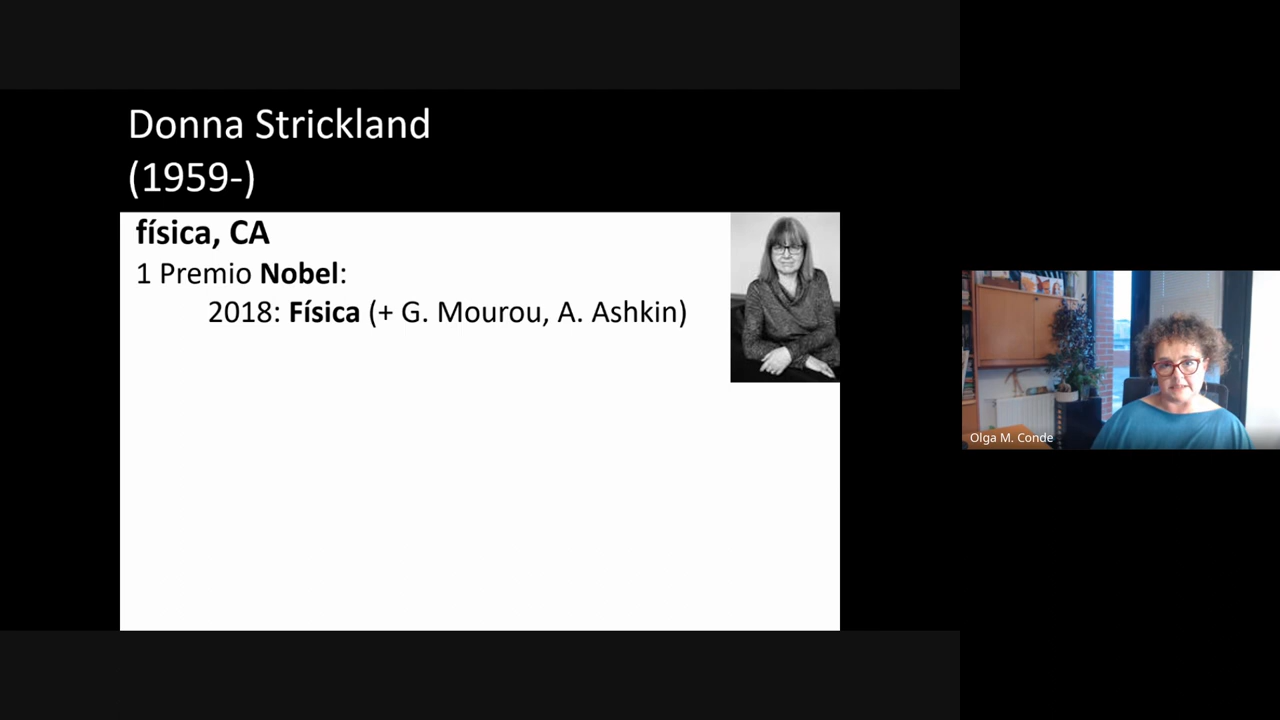 Donna Strickland
(1959-)
física, CA
1 Premio Nobel:
2018: Física (+ G. Mourou, A. Ashkin)
Olga M. Conde